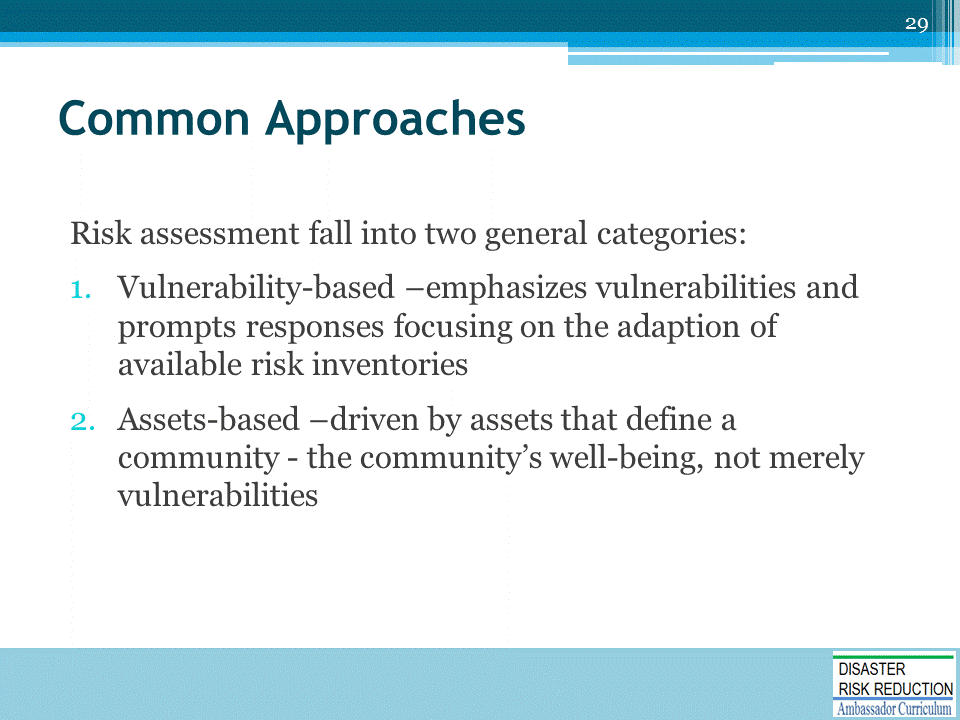 29
Common Approaches
Risk assessment fall into two general categories:
1. Vulnerability-based –emphasizes vulnerabilities and
prompts responses focusing on the adaption of
available risk inventories
2. Assets-based –driven by assets that define a
community - the community’s well-being, not merely
vulnerabilities
DISASTER
RISK REDUCTION
Ambassador Curriculum